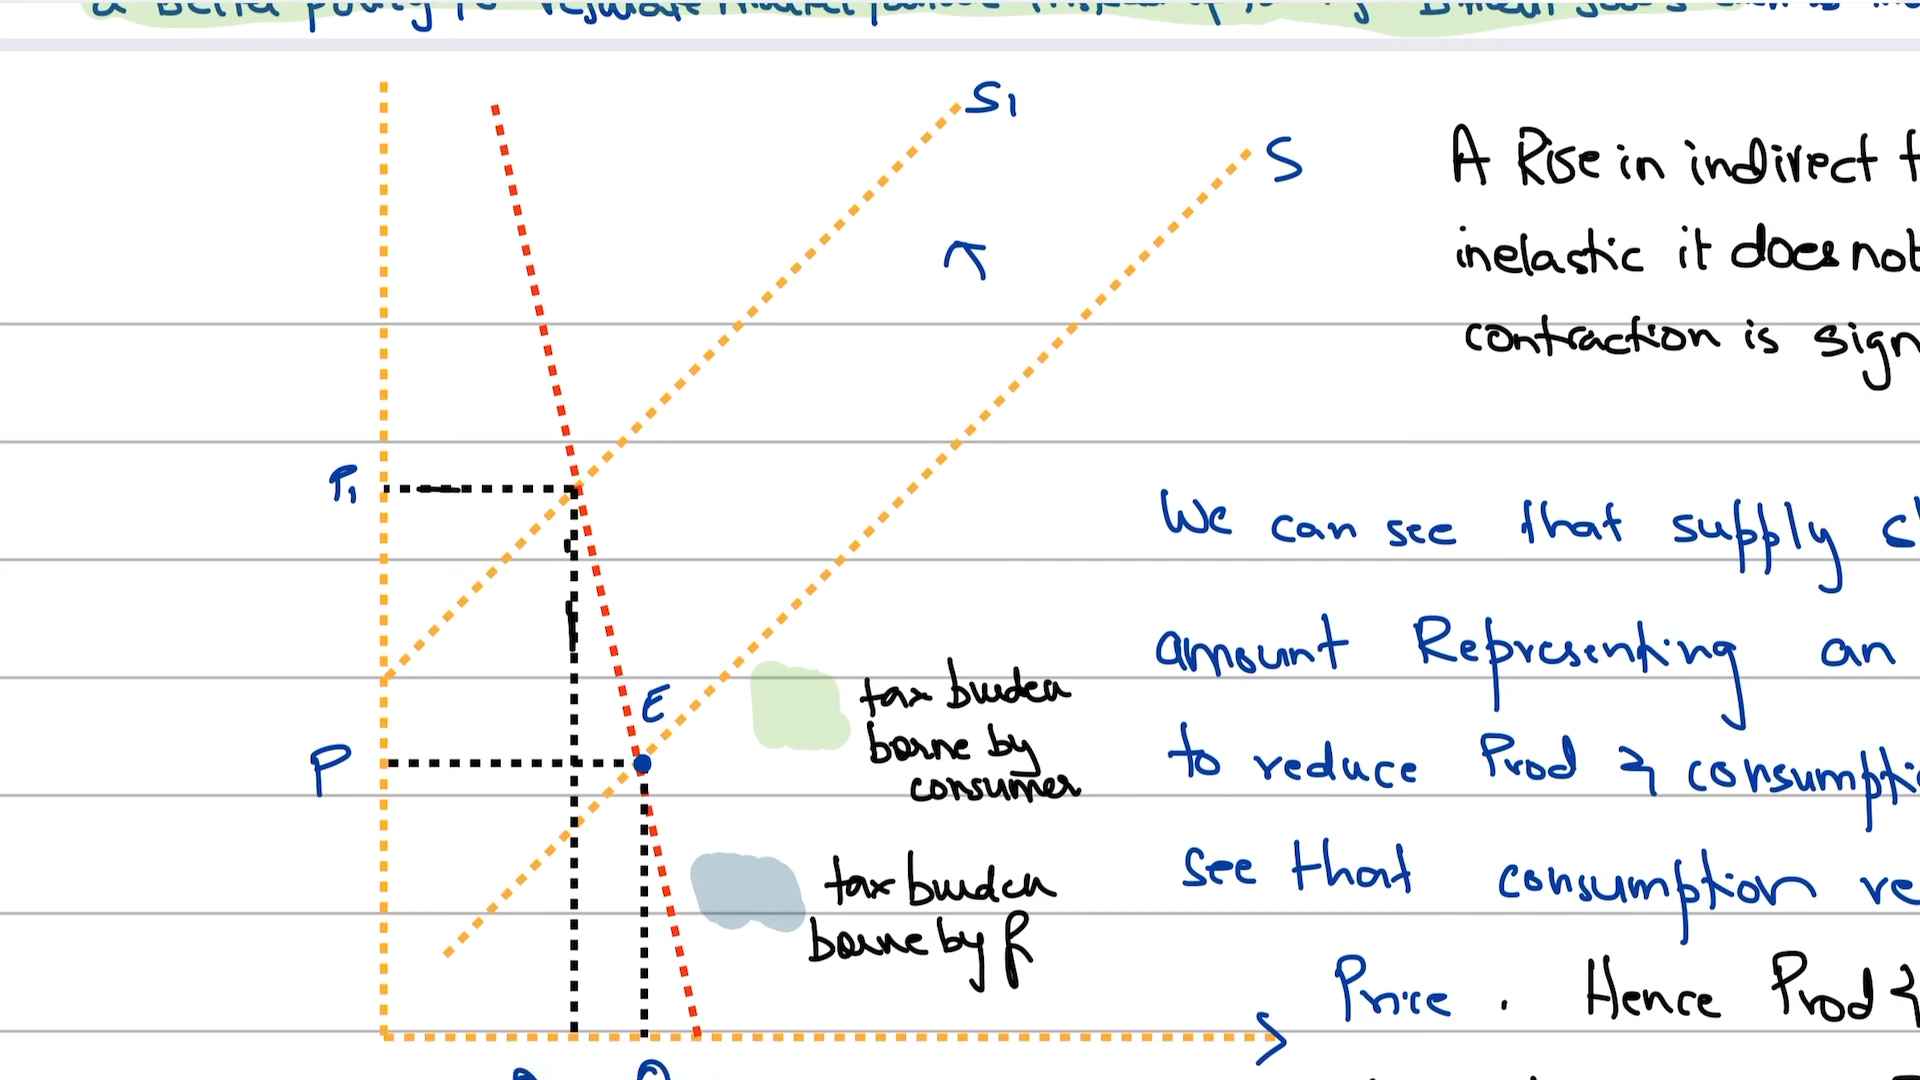 S1
S
A Rise in indirect
inelastic it does not
contraction is
P1
We can see that supply
amount Representing an
E
tax burden
borne by
consumer
P
to reduce Prod & consumpti
tax burden
borne by
see that consumption re
Price . Hence Prod &